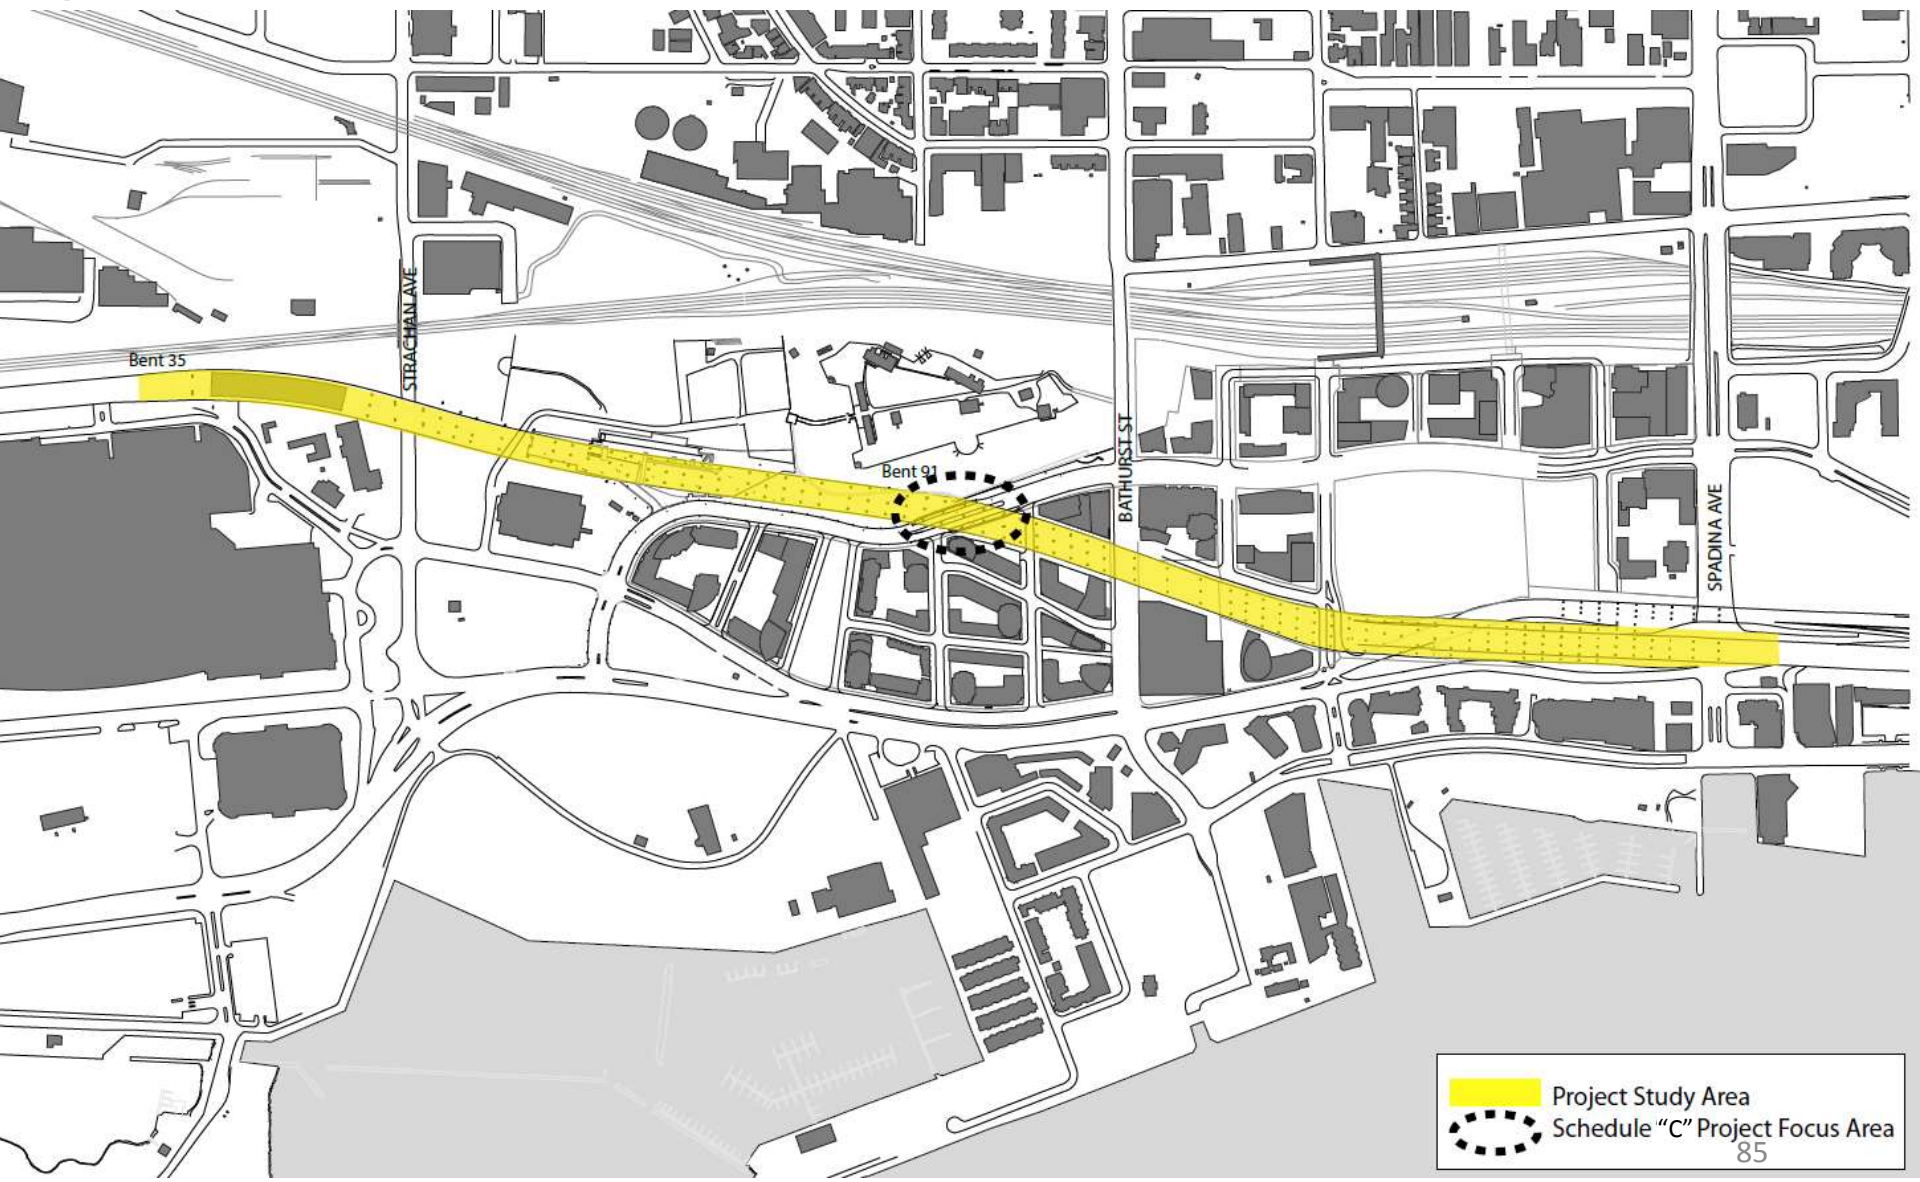 Bent 35
STRACHAN AVE
Bent 91
BATHURST ST
SPADINA AVE
Project Study Area
Schedule “C” Project Focus Area
85